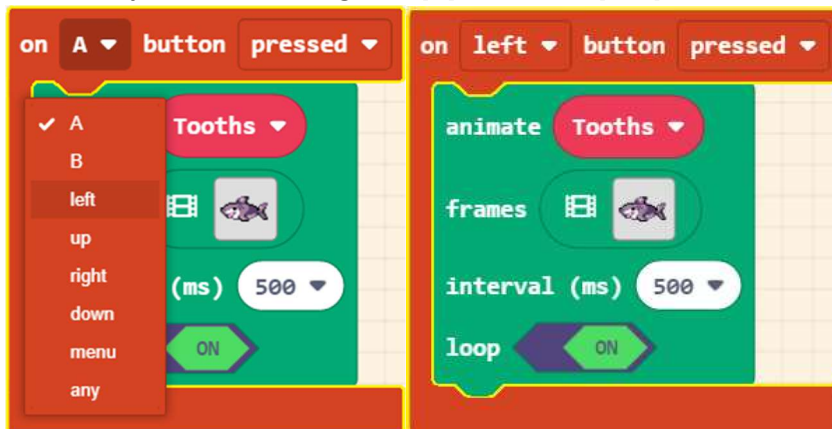 on A button pressed
A
B
left
up
right
down
menu
any
Tooths
(ms) 500
ON
on left button pressed
animate Tooths
frames
interval (ms) 500
loop ON